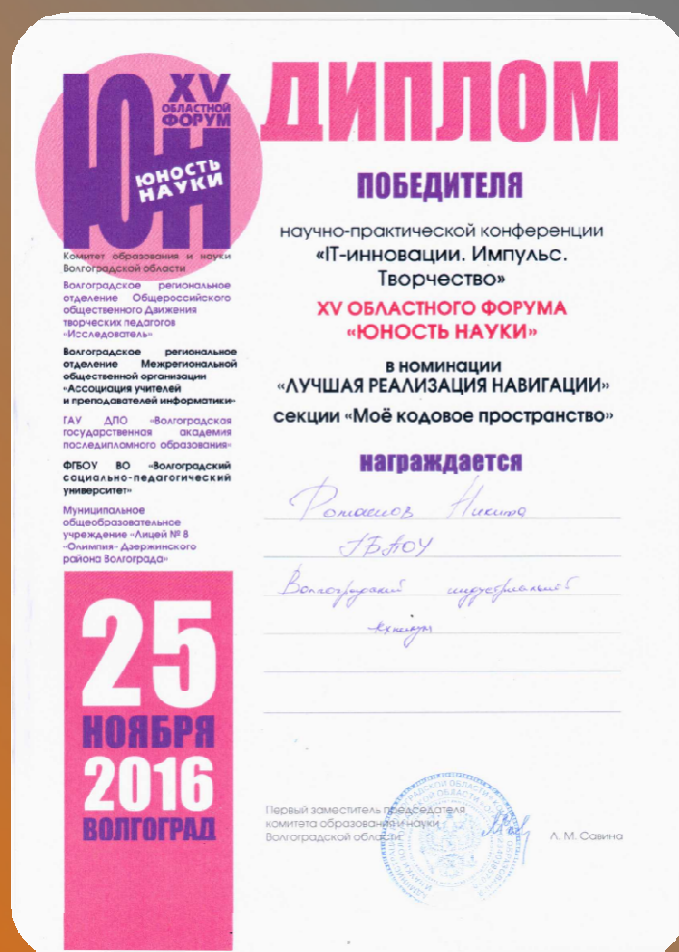 XV
ОБЛАСТНОЙ
ФОРУМ
ЮН
ЮНОСТЬ
НАУКИ
Комитет образования и науки
Волгоградской области
Волгоградское региональное
отделение Общероссийского
общественного Движения
творческих педагогов
«Исследователь»
Волгоградское региональное
отделение Межрегиональной
общественной организации
«Ассоциация учителей
и преподавателей информатики»
ГАУ ДПО «Волгоградская
государственная академия
последипломного образования»
ФГБОУ ВО «Волгоградский
социально-педагогический
университет»
Муниципальное
общеобразовательное
учреждение «Лицей № 8
«Олимпия» Дзержинского
района Волгограда»
25
НОЯБРЯ
2016
ВОЛГОГРАД
ДИПЛОМ
ПОБЕДИТЕЛЯ
научно-практической конференции
«IT-инновации. Импульс.
Творчество»
XV ОБЛАСТНОГО ФОРУМА
«ЮНОСТЬ НАУКИ»
в номинации
«ЛУЧШАЯ РЕАЛИЗАЦИЯ НАВИГАЦИИ»
секции «Моё кодовое пространство»
награждается
Никита
Волгоградский индустриальный
техникум
Первый заместитель председателя
комитета образования и науки
Волгоградской области
Л. М. Савина